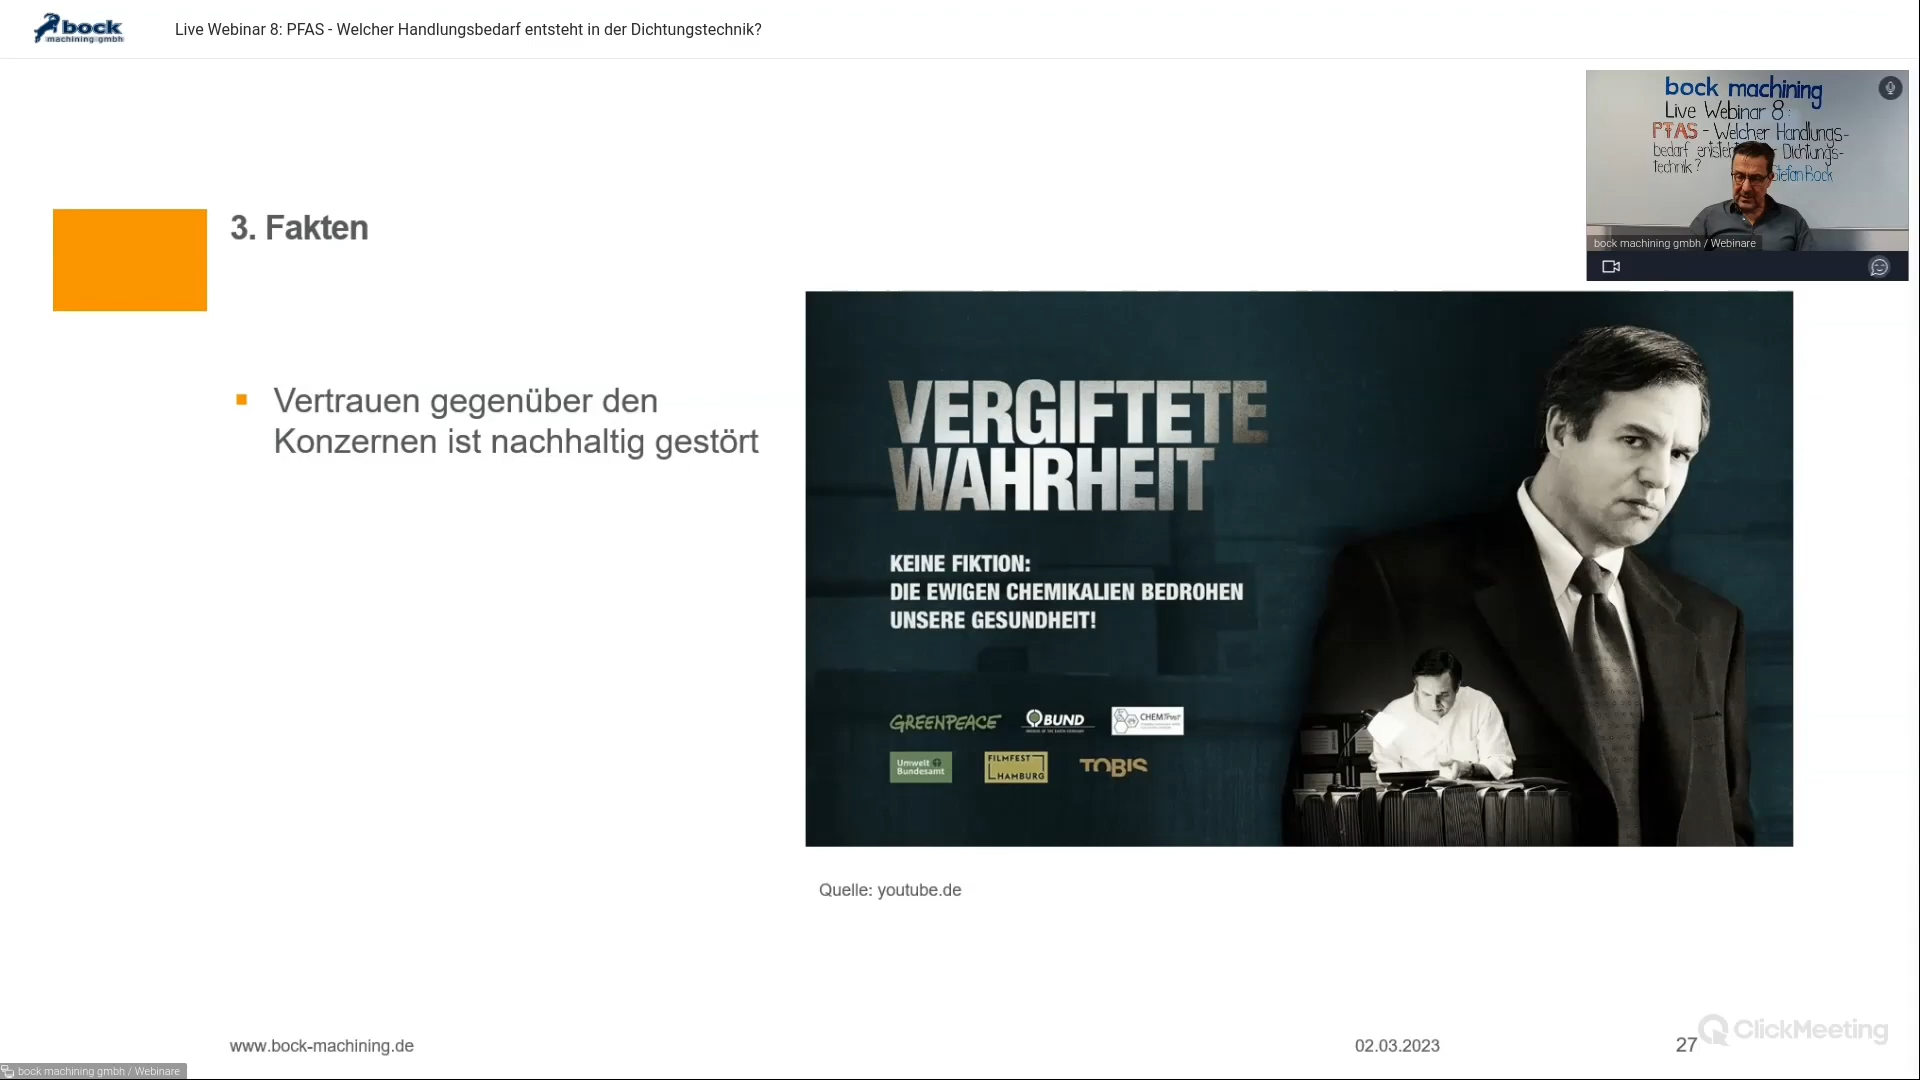 bock
machining gmbh
Live Webinar 8: PFAS - Welcher Handlungsbedarf entsteht in der Dichtungstechnik?
bock machining
Live Webinar 8:
PFAS - Welcher Handlungs-
bedarf entsteht Dichtungs-
technik? Stefan Bock
bock machining gmbh / Webinare
3. Fakten
Vertrauen gegenüber den
Konzernen ist nachhaltig gestört
VERGIFTETE
WAHRHEIT
KEINE FIKTION:
DIE EWIGEN CHEMIKALIEN BEDROHEN
UNSERE GESUNDHEIT!
GREENPEACE
BUND
CHEMTrust
Umwelt
Bundesamt
FILMFEST
HAMBURG
TOBIS
Quelle: youtube.de
www.bock-machining.de
02.03.2023
27
ClickMeeting
bock machining gmbh / Webinare